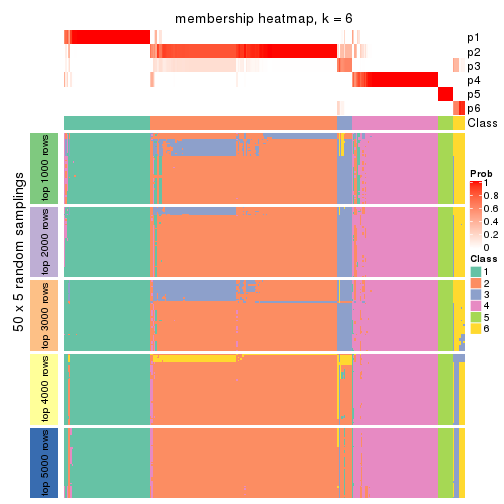 membership heatmap, k = 6
p1
p2
p3
p4
p5
p6
Class
50 x 5 random samplings
top 1000 rows
top 2000 rows
top 3000 rows
top 4000 rows
top 5000 rows
Prob
1
0.8
0.6
0.4
0.2
0
Class
1
2
3
4
5
6